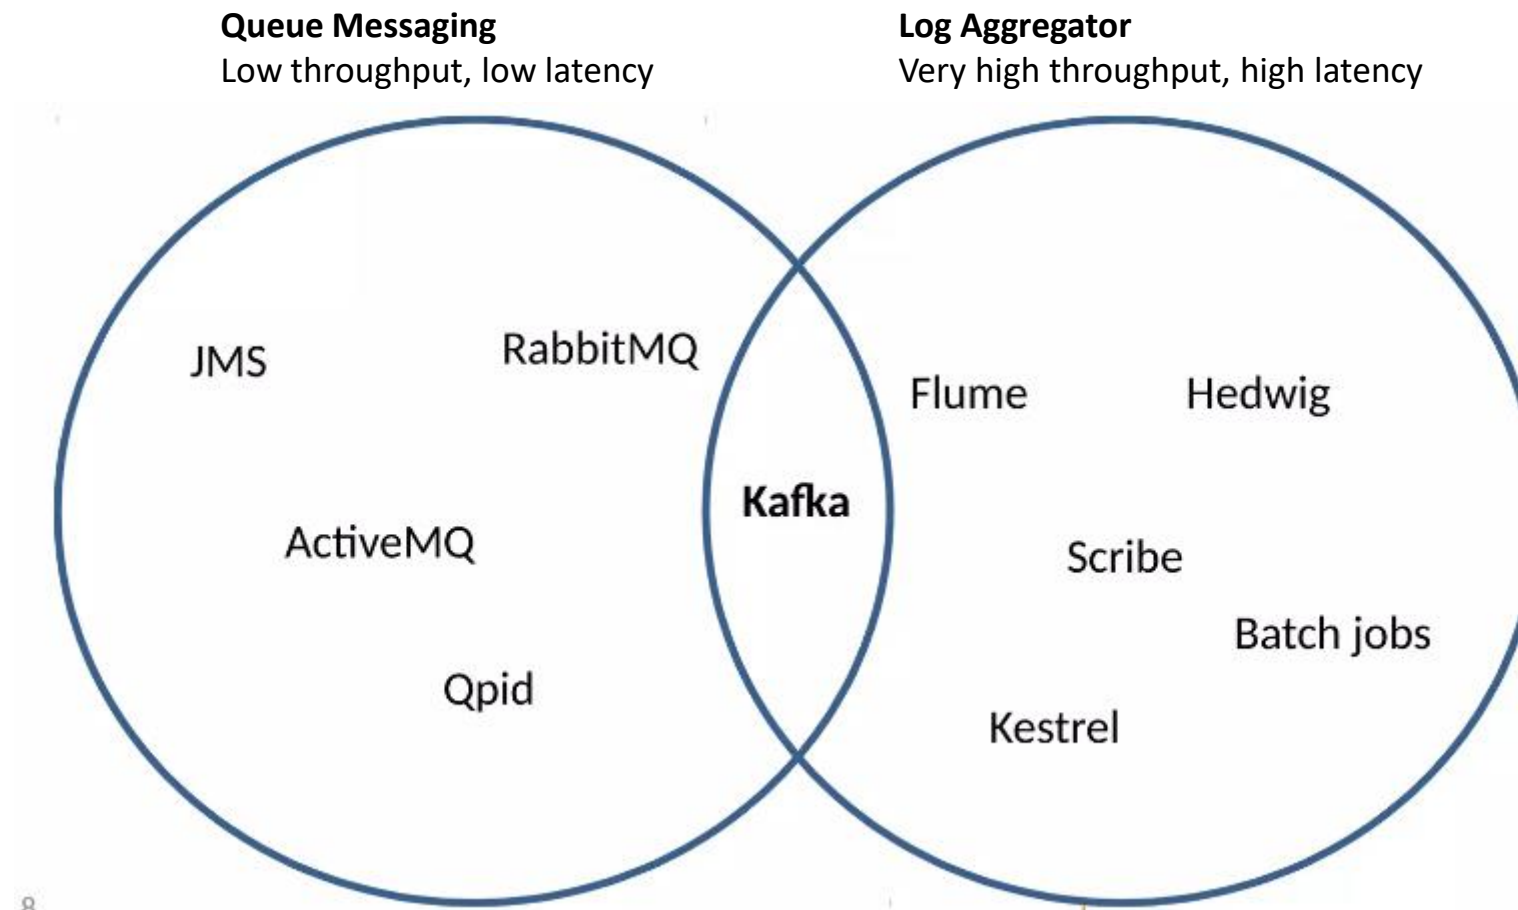 Queue Messaging
Low throughput, low latency
Log Aggregator
Very high throughput, high latency
JMS
RabbitMQ
Flume
Hedwig
Kafka
ActiveMQ
Scribe
Batch jobs
Qpid
Kestrel
8